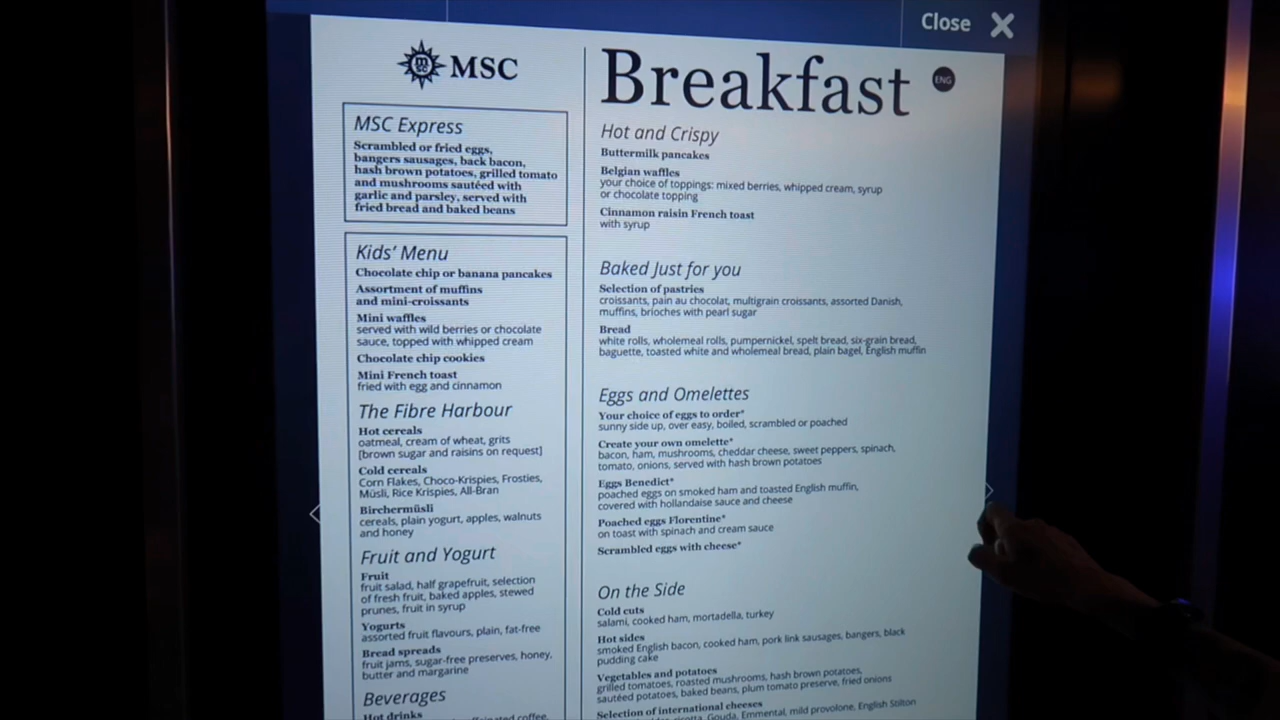 Close
MSC
MSC Express
Scrambled or fried eggs,
bangers sausages, back bacon,
hash brown potatoes, grilled tomato
and mushrooms sautéed with
garlic and parsley, served with
fried bread and baked beans
Kids' Menu
Chocolate chip or banana pancakes
Assortment of muffins
and mini-croissants
Mini waffles
served with wild berries or chocolate
sauce, topped with whipped cream
Chocolate chip cookies
Mini French toast
fried with egg and cinnamon
The Fibre Harbour
Hot cereals
oatmeal, cream of wheat, grits
[brown sugar and raisins on request]
Cold cereals
Corn Flakes, Choco-Krispies, Frosties,
Müsli, Rice Krispies, All-Bran
Birchermüsli
cereals, plain yogurt, apples, walnuts
and honey
Fruit and Yogurt
Fruit
fruit salad, half grapefruit, selection
of fresh fruit, baked apples, stewed
prunes, fruit in syrup
Yogurts
assorted fruit flavours, plain, fat-free
Bread spreads
fruit jams, sugar-free preserves, honey,
butter and margarine
Beverages
Hot drinks
coffee,
Breakfast
ENG
Hot and Crispy
Buttermilk pancakes
Belgian waffles
your choice of toppings: mixed berries, whipped cream, syrup
or chocolate topping
Cinnamon raisin French toast
with syrup
Baked Just for you
Selection of pastries
croissants, pain au chocolat, multigrain croissants, assorted Danish,
muffins, brioches with pearl sugar
Bread
white rolls, wholemeal rolls, pumpernickel, spelt bread, six-grain bread,
baguette, toasted white and wholemeal bread, plain bagel, English muffin
Eggs and Omelettes
Your choice of eggs to order*
sunny side up, over easy, boiled, scrambled or poached
Create your own omelette*
bacon, ham, mushrooms, cheddar cheese, sweet peppers, spinach,
tomato, onions, served with hash brown potatoes
Eggs Benedict*
poached eggs on smoked ham and toasted English muffin,
covered with hollandaise sauce and cheese
Poached eggs Florentine*
on toast with spinach and cream sauce
Scrambled eggs with cheese*
On the Side
Cold cuts
salami, cooked ham, mortadella, turkey
Hot sides
smoked English bacon, cooked ham, pork link sausages, bangers, black
pudding cake
Vegetables and potatoes
grilled tomatoes, roasted mushrooms, hash brown potatoes,
sautéed potatoes, baked beans, plum tomato preserve, fried onions
Selection of international cheeses
Gouda, Emmental, mild provolone, English Stilton